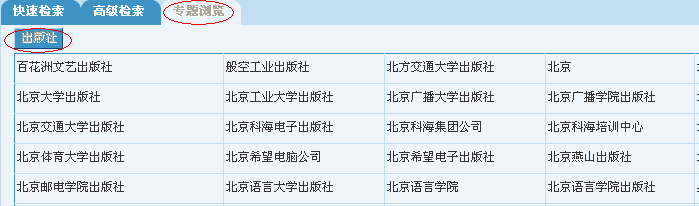 快速检索 高级检索 专题浏览
出版社
百花洲文艺出版社 般空工业出版社 北方交通大学出版社 北京
北京大学出版社 北京工业大学出版社 北京广播大学出版社 北京广播学院出版社
北京交通大学出版社 北京科海电子出版社 北京科海集团公司 北京科海培训中心
北京体育大学出版社 北京希望电脑公司 北京希望电子出版社 北京燕山出版社
北京邮电学院出版社 北京语言大学出版社 北京语言学院 北京语言学院出版社